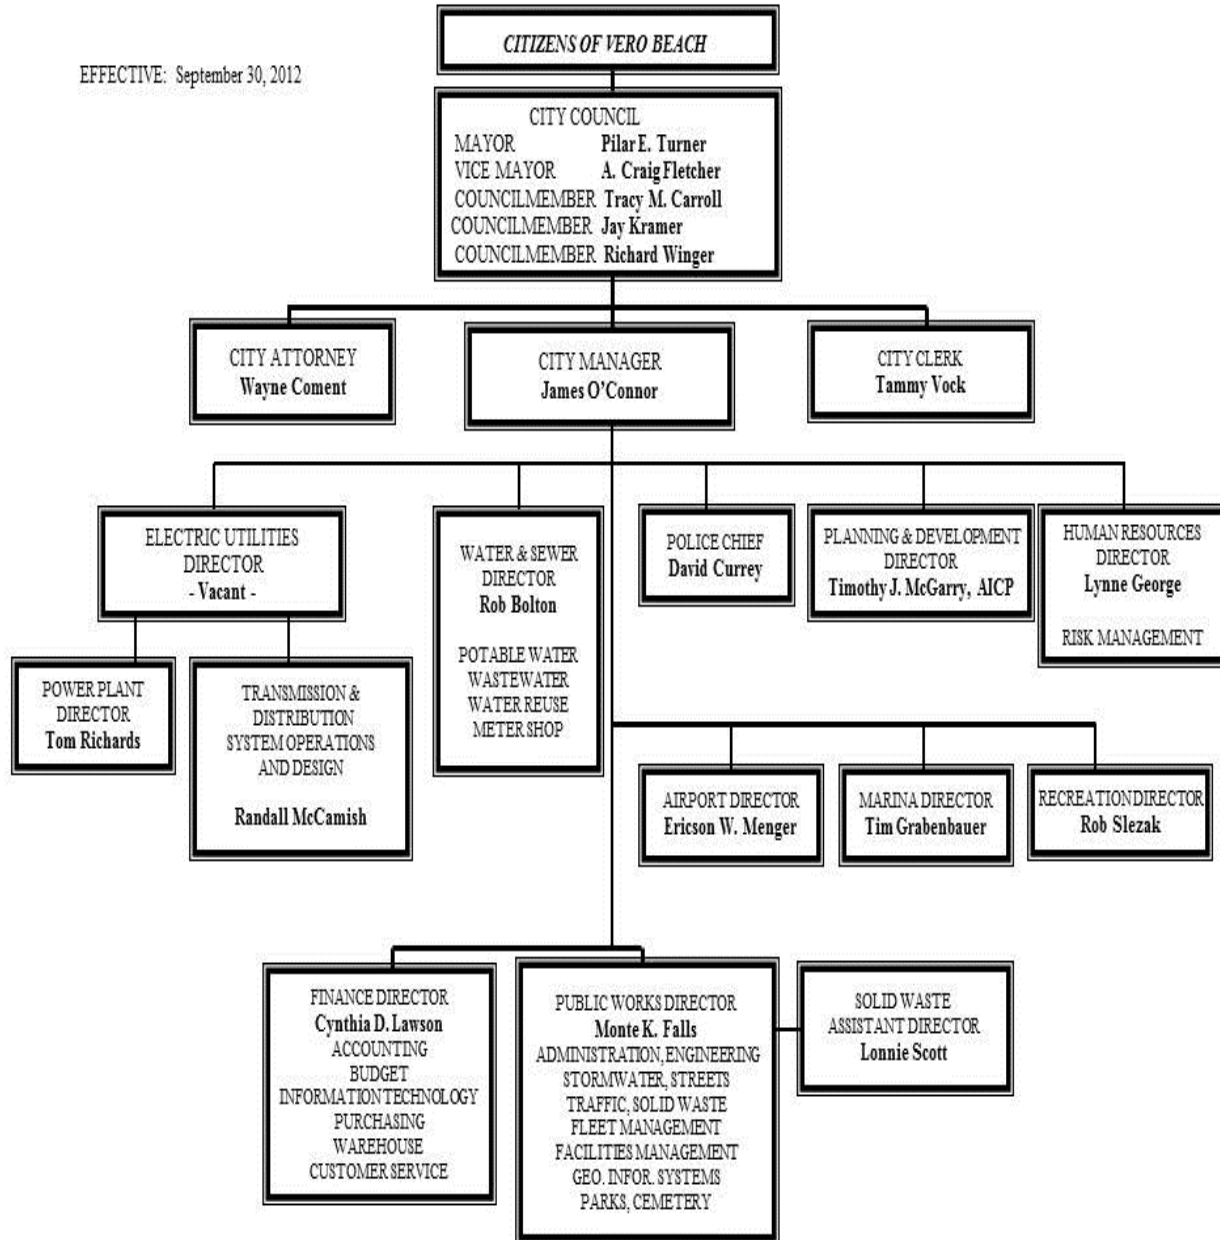 CITIZENS OF VERO BEACH
EFFECTIVE: September 30, 2012
CITY COUNCIL
MAYOR Pilar E. Turner
VICE MAYOR A. Craig Fletcher
COUNCILMEMBER Tracy M. Carroll
COUNCILMEMBER Jay Kramer
COUNCILMEMBER Richard Winger
CITY ATTORNEY
Wayne Coment
CITY MANAGER
James O'Connor
CITY CLERK
Tammy Vock
ELECTRIC UTILITIES
DIRECTOR
- Vacant -
WATER & SEWER
DIRECTOR
Rob Bolton
POTABLE WATER
WASTEWATER
WATER REUSE
METER SHOP
POLICE CHIEF
David Currey
PLANNING & DEVELOPMENT
DIRECTOR
Timothy J. McGarry, AICP
HUMAN RESOURCES
DIRECTOR
Lynne George
RISK MANAGEMENT
POWER PLANT
DIRECTOR
Tom Richards
TRANSMISSION &
DISTRIBUTION
SYSTEM OPERATIONS
AND DESIGN
Randall McCamish
AIRPORT DIRECTOR
Ericson W. Menger
MARINA DIRECTOR
Tim Grabenbauer
RECREATION DIRECTOR
Rob Slezak
FINANCE DIRECTOR
Cynthia D. Lawson
ACCOUNTING
BUDGET
INFORMATION TECHNOLOGY
PURCHASING
WAREHOUSE
CUSTOMER SERVICE
PUBLIC WORKS DIRECTOR
Monte K. Falls
ADMINISTRATION, ENGINEERING
STORMWATER, STREETS
TRAFFIC, SOLID WASTE
FLEET MANAGEMENT
FACILITIES MANAGEMENT
GEO. INFOR. SYSTEMS
PARKS, CEMETERY
SOLID WASTE
ASSISTANT DIRECTOR
Lonnie Scott